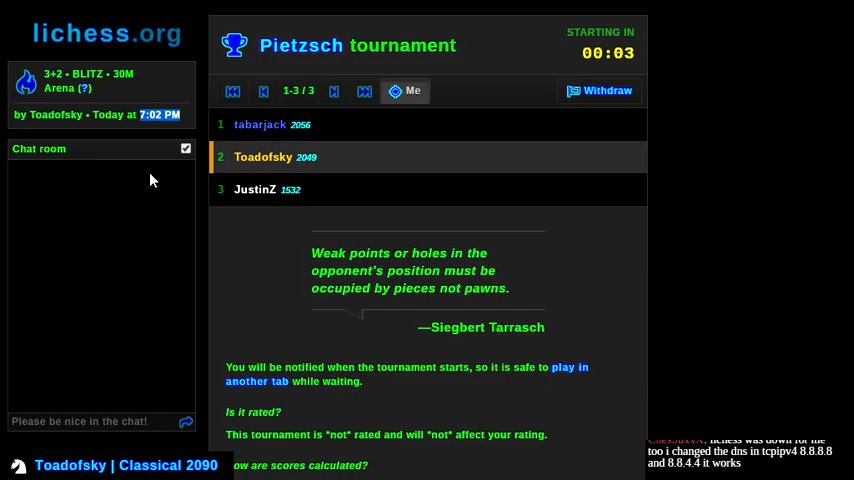 lichess.org
3+2 • BLITZ • 30M
Arena (?)
by Toadofsky • Today at 7:02 PM
Chat room
Please be nice in the chat!
Toadofsky | Classical 2090
Pietzsch tournament
STARTING IN
00:03
1-3 / 3
Me
Withdraw
1 tabarjack 2056
2 Toadofsky 2049
3 JustinZ 1532
Weak points or holes in the
opponent's position must be
occupied by pieces not pawns.
—Siegbert Tarrasch
You will be notified when the tournament starts, so it is safe to play in
another tab while waiting.
Is it rated?
This tournament is *not* rated and will *not* affect your rating.
ow are scores calculated?
lichess was down for me
too i changed the dns in tcpipv4 8.8.8.8
and 8.8.4.4 it works